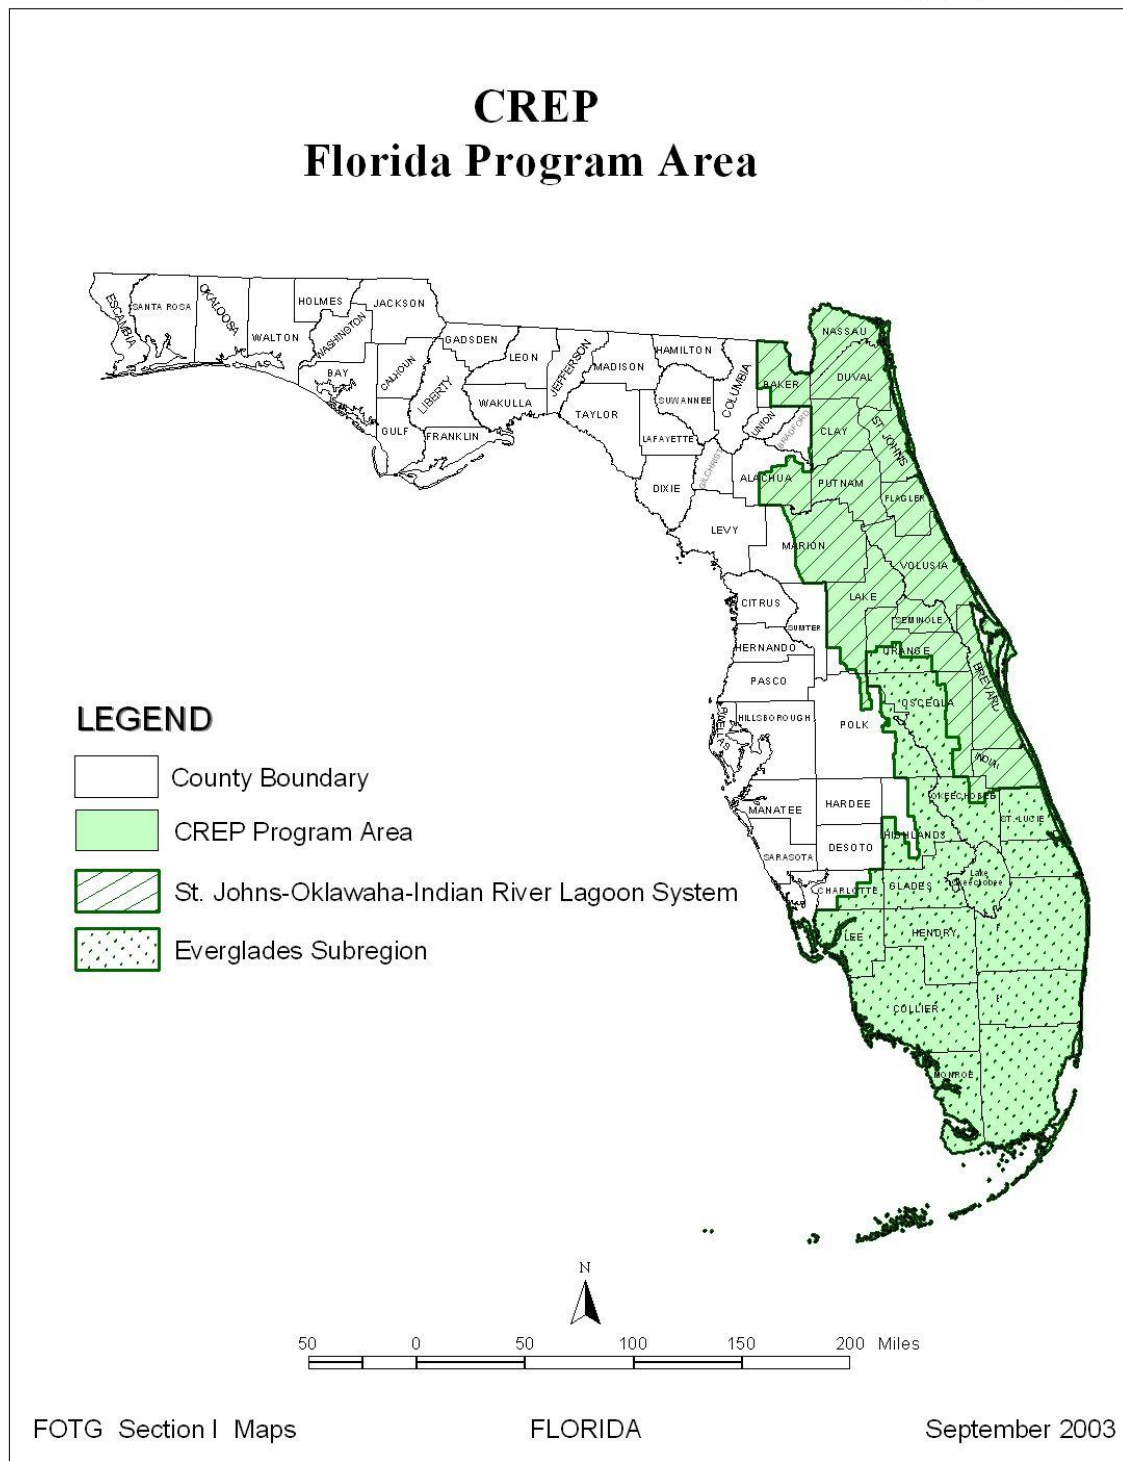 CREP
Florida Program Area
ESCAMBIA
SANTA ROSA
OKALOOSA
WALTON
HOLMES
WASHINGTON
JACKSON
BAY
CALHOUN
GULF
LIBERTY
GADSDEN
FRANKLIN
LEON
WAKULLA
JEFFERSON
MADISON
TAYLOR
HAMILTON
SUWANNEE
LAFAYETTE
DIXIE
COLUMBIA
GILCHRIST
BAKER
UNION
BRADFORD
ALACHUA
LEVY
NASSAU
DUVAL
CLAY
ST JOHNS
PUTNAM
FLAGLER
MARION
VOLUSIA
CITRUS
SUMTER
LAKE
SEMINOLE
HERNANDO
ORANGE
PASCO
BREVARD
OSCEOLA
PINELLAS
HILLSBOROUGH
POLK
INDIAN
OKEECHOBEE
MANATEE
HARDEE
HIGHLANDS
ST. LUCIE
SARASOTA
DESOTO
CHARLOTTE
GLADES
Lake
Okeechobee
LEE
HENDRY
COLLIER
MONROE
LEGEND
County Boundary
CREP Program Area
St. Johns-Oklawaha-Indian River Lagoon System
Everglades Subregion
N
50 0 50 100 150 200 Miles
FOTG Section I Maps FLORIDA September 2003